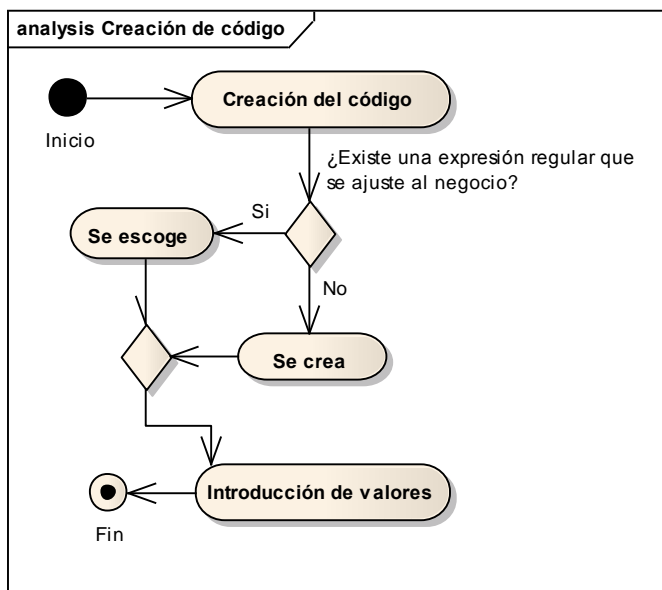 analysis Creación de código
Creación del código
Inicio
¿Existe una expresión regular que
se ajuste al negocio?
Si
Se escoge
No
Se crea
Introducción de valores
Fin